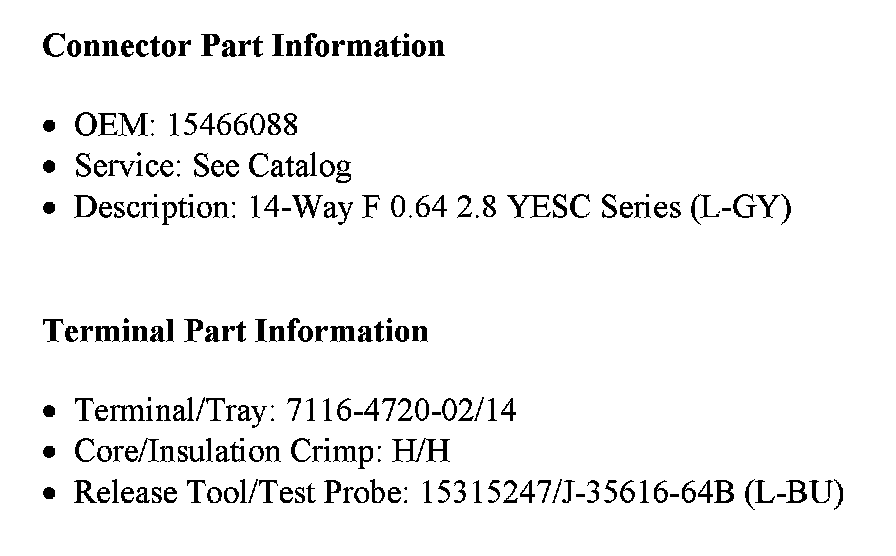 Connector Part Information
• OEM: 15466088
• Service: See Catalog
• Description: 14-Way F 0.64 2.8 YESC Series (L-GY)
Terminal Part Information
• Terminal/Tray: 7116-4720-02/14
• Core/Insulation Crimp: H/H
• Release Tool/Test Probe: 15315247/J-35616-64B (L-BU)